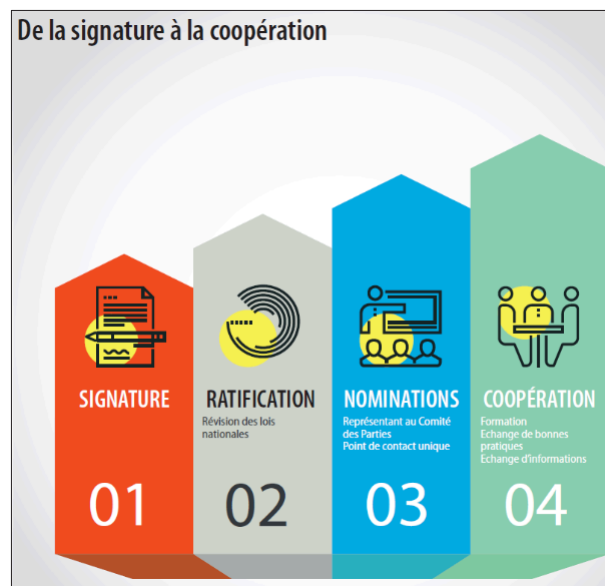 De la signature à la coopération
SIGNATURE
01
RATIFICATION
Révision des lois
nationales
02
NOMINATIONS
Représentant au Comité
des Parties
Point de contact unique
03
COOPÉRATION
Formation
Echange de bonnes
pratiques
Echange d'informations
04